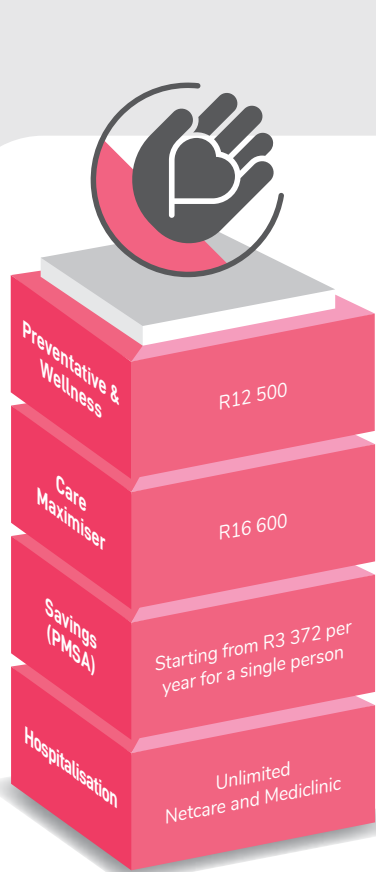 Preventative &
Wellness
R12 500
Care
Maximiser
R16 600
Savings
(PMSA)
Starting from R3 372 per
year for a single person
Hospitalisation
Unlimited
Netcare and Mediclinic